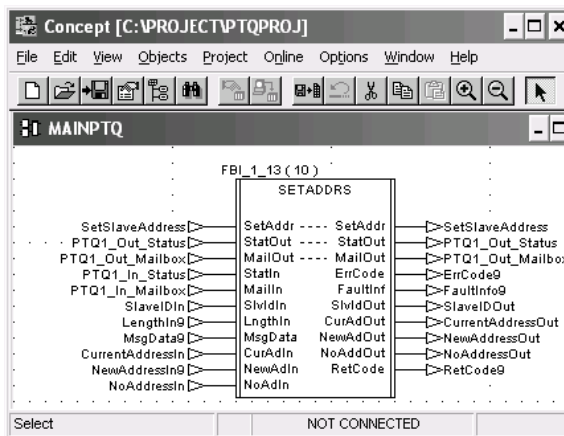 Concept [C:\PROJECT\PTQPROJ]
File Edit View Objects Project Online Options Window Help
MAINPTQ
FBI_1_13 (10)
SETADDRS
SetSlaveAddress SetAddr ---- SetAddr SetSlaveAddress
PTQ1_Out_Status StatOut ---- StatOut PTQ1_Out_Status
PTQ1_Out_Mailbox MailOut ---- MailOut PTQ1_Out_Mailbox
PTQ1_In_Status StatIn ErrCode ErrCode9
PTQ1_In_Mailbox MailIn FaultInf FaultInfo9
SlaveIDIn SlvIdIn SlvIdOut SlaveIDOut
LengthIn9 LngthIn CurAdOut CurrentAddressOut
MsgData9 MsgData NewAdOut NewAddressOut
CurrentAddressIn CurAdIn NoAddOut NoAddressOut
NewAddressIn9 NewAdIn RetCode RetCode9
NoAddressIn NoAdIn
Select NOT CONNECTED